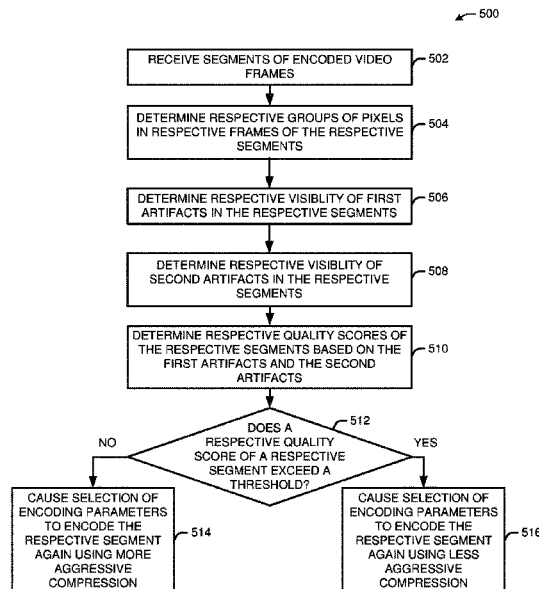 500
RECEIVE SEGMENTS OF ENCODED VIDEO
FRAMES
502
DETERMINE RESPECTIVE GROUPS OF PIXELS
IN RESPECTIVE FRAMES OF THE RESPECTIVE
SEGMENTS
504
DETERMINE RESPECTIVE VISIBLITY OF FIRST
ARTIFACTS IN THE RESPECTIVE SEGMENTS
506
DETERMINE RESPECTIVE VISIBLITY OF
SECOND ARTIFACTS IN THE RESPECTIVE
SEGMENTS
508
DETERMINE RESPECTIVE QUALITY SCORES OF
THE RESPECTIVE SEGMENTS BASED ON THE
FIRST ARTIFACTS AND THE SECOND
ARTIFACTS
510
DOES A
RESPECTIVE QUALITY
SCORE OF A RESPECTIVE
SEGMENT EXCEED A
THRESHOLD?
512
NO
YES
CAUSE SELECTION OF
ENCODING PARAMETERS
TO ENCODE THE
RESPECTIVE SEGMENT
AGAIN USING MORE
AGGRESSIVE
COMPRESSION
514
CAUSE SELECTION OF
ENCODING PARAMETERS
TO ENCODE THE
RESPECTIVE SEGMENT
AGAIN USING LESS
AGGRESSIVE
COMPRESSION
516